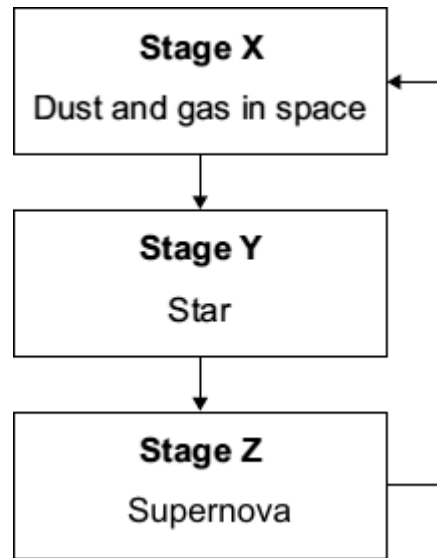 Stage X
Dust and gas in space
Stage Y
Star
Stage Z
Supernova